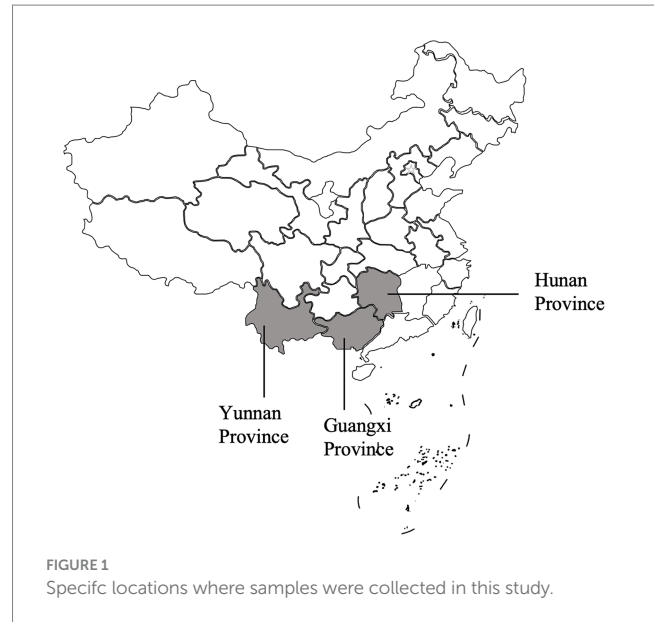 Hunan
Province
Yunnan
Province
Guangxi
Province
FIGURE 1
Specifc locations where samples were collected in this study.